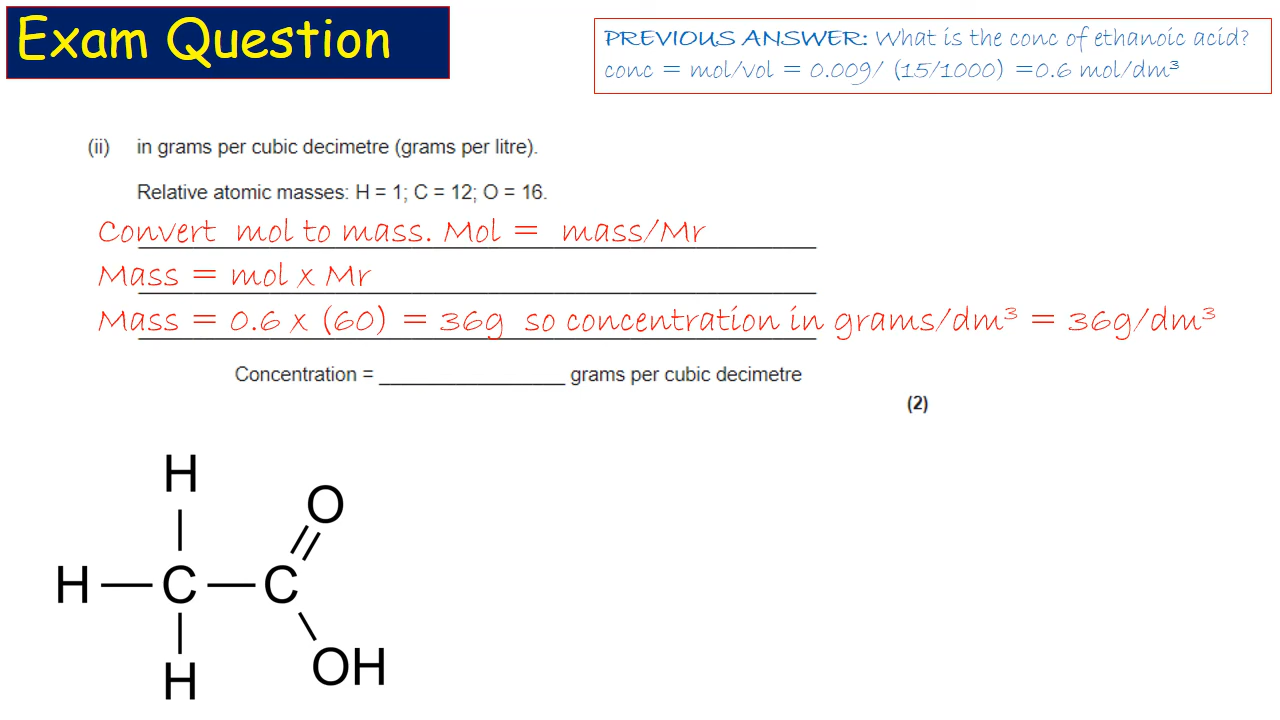 Exam Question
PREVIOUS ANSWER: What is the conc of ethanoic acid?
conc = mol/vol = 0.009/ (15/1000) =0.6 mol/dm³
(ii) in grams per cubic decimetre (grams per litre).
Relative atomic masses: H = 1; C = 12; O = 16.
Convert mol to mass. Mol = mass/Mr
Mass = mol x Mr
Mass = 0.6 x (60) = 36g so concentration in grams/dm³ = 36g/dm³
Concentration = ________________ grams per cubic decimetre
(2)
H
O
H C C
OH
H